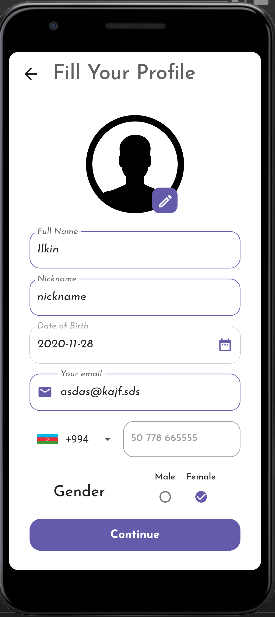 Fill Your Profile
Full Name
Ilkin
Nickname
nickname
Date of Birth
2020-11-28
Your email
asdas@kajf.sds
+994
50 778 665555
Male Female
Gender
Continue